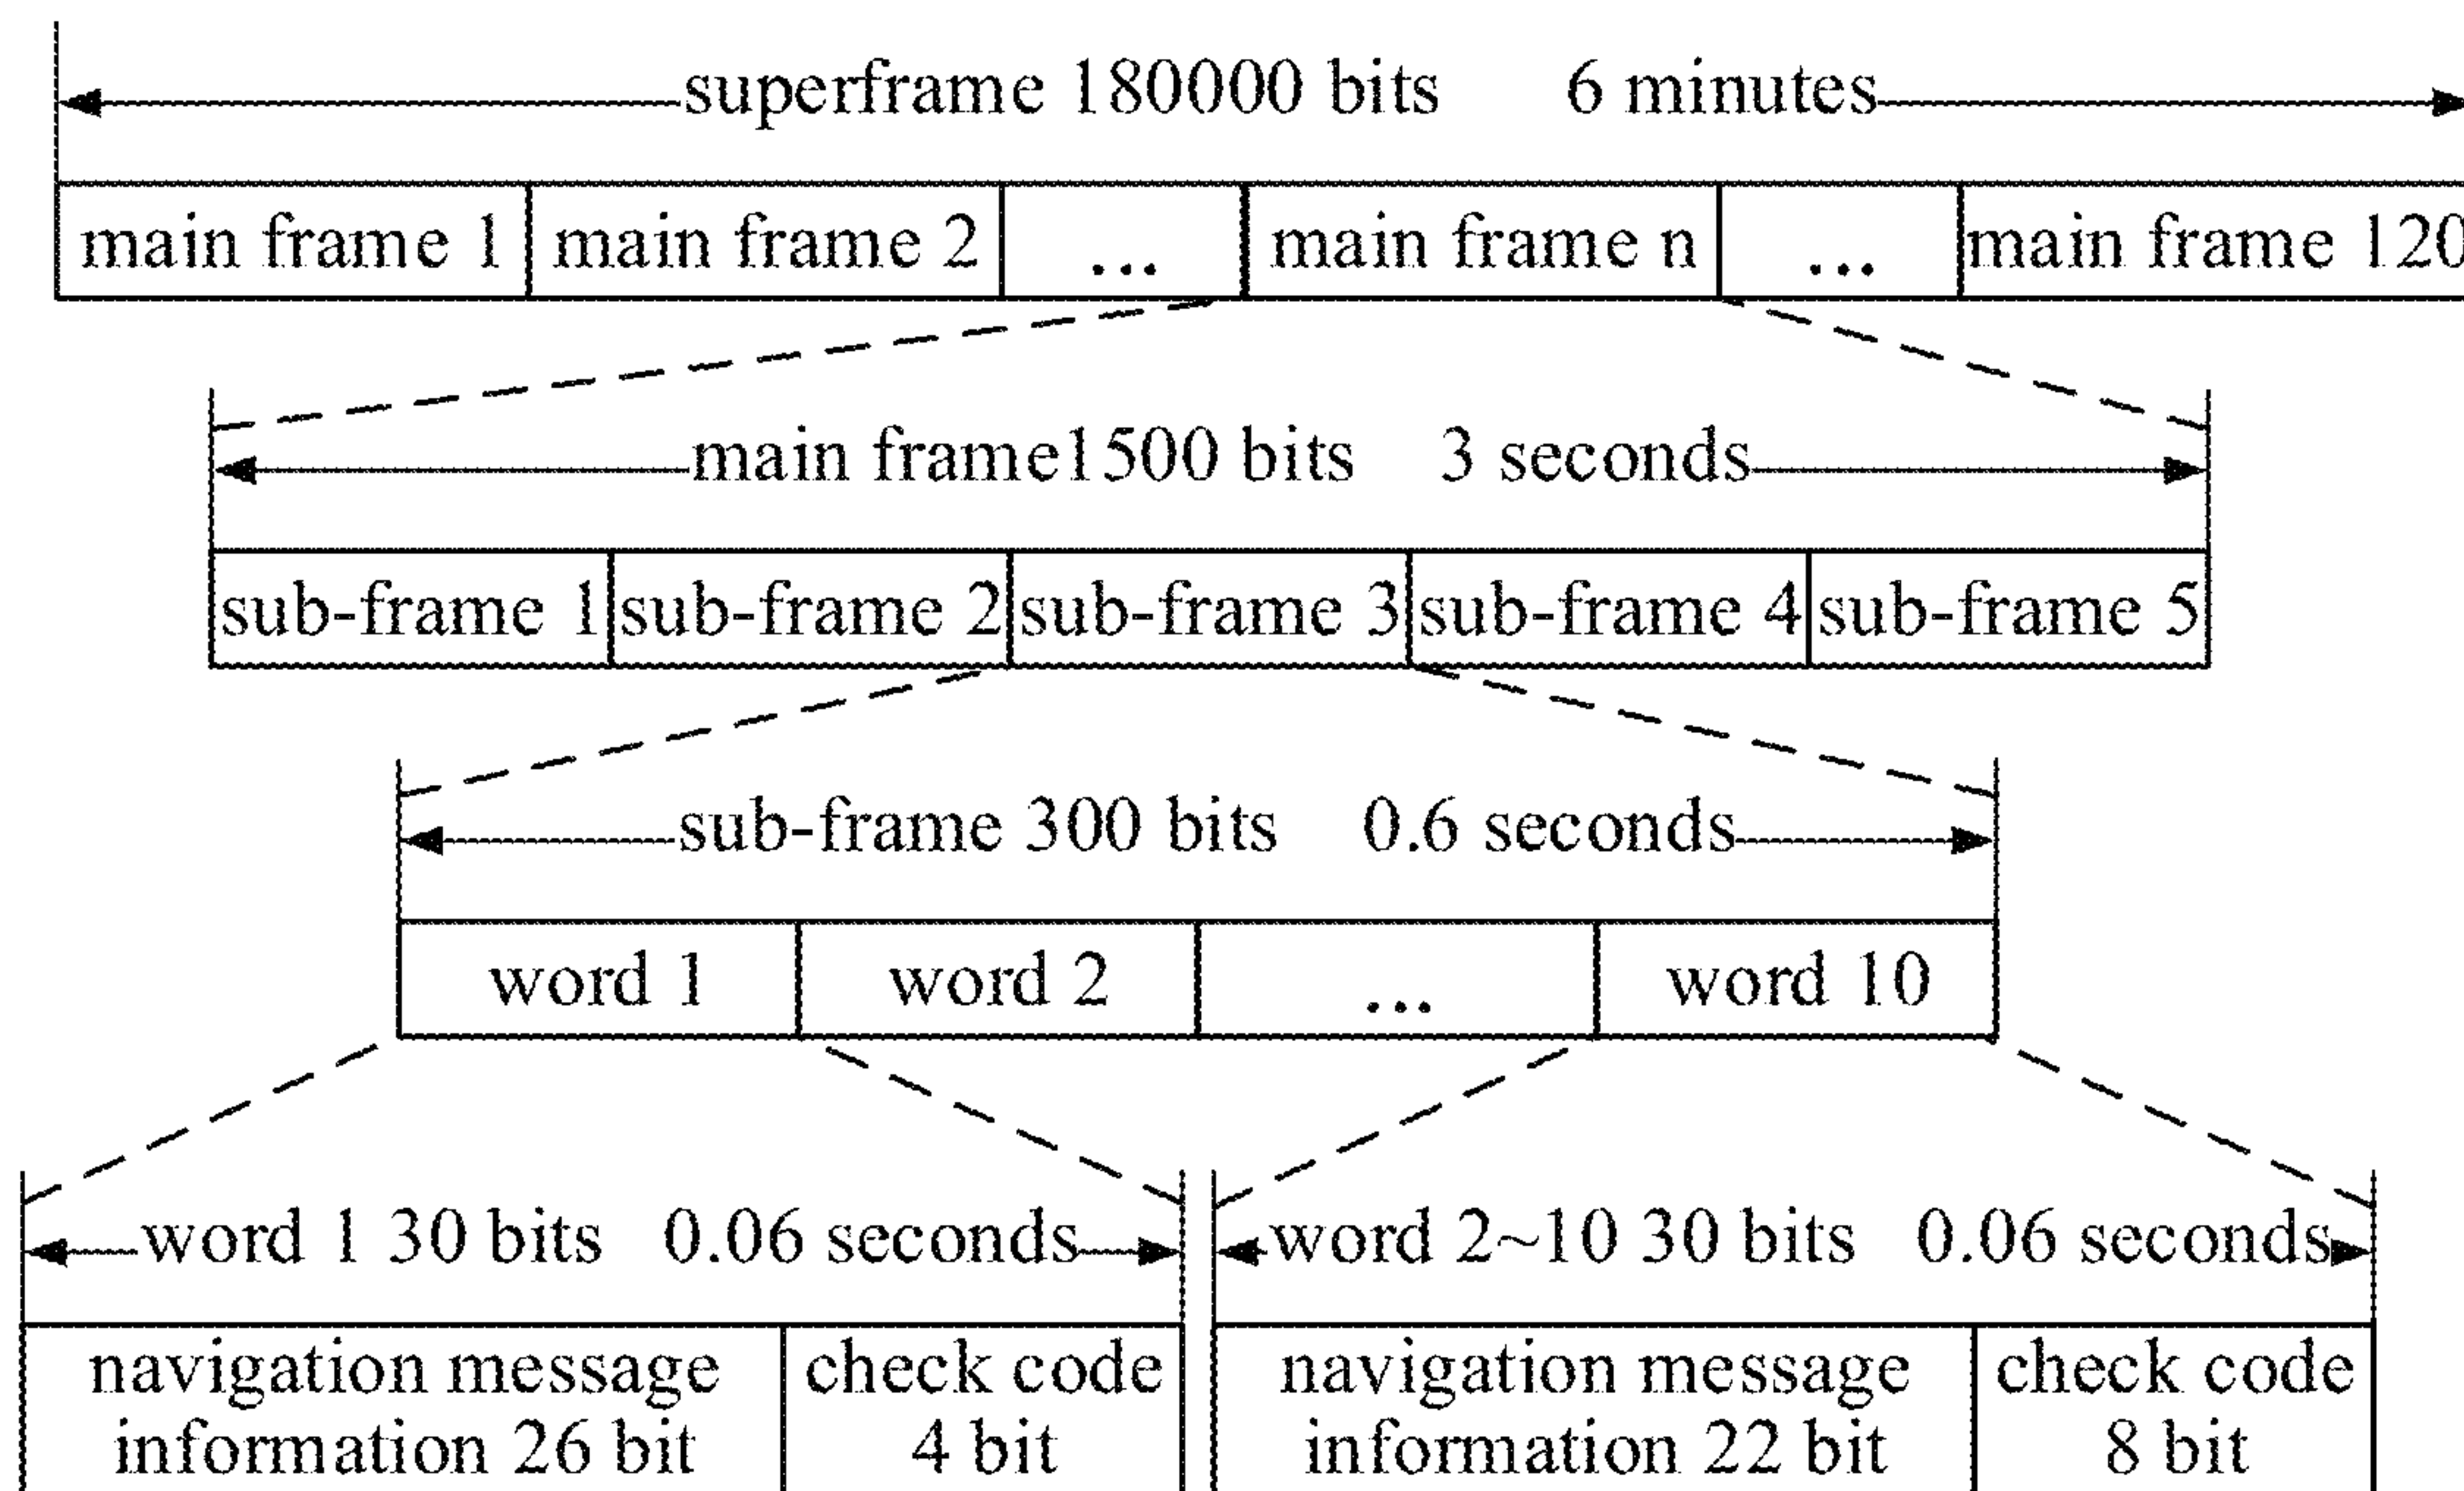 superframe 180000 bits 6 minutes
main frame 1 main frame 2 ... main frame n ... main frame 120
main frame1500 bits 3 seconds
sub-frame 1 sub-frame 2 sub-frame 3 sub-frame 4 sub-frame 5
sub-frame 300 bits 0.6 seconds
word 1 word 2 ... word 10
word 1 30 bits 0.06 seconds word 2~10 30 bits 0.06 seconds
navigation message check code navigation message check code
information 26 bit 4 bit information 22 bit 8 bit